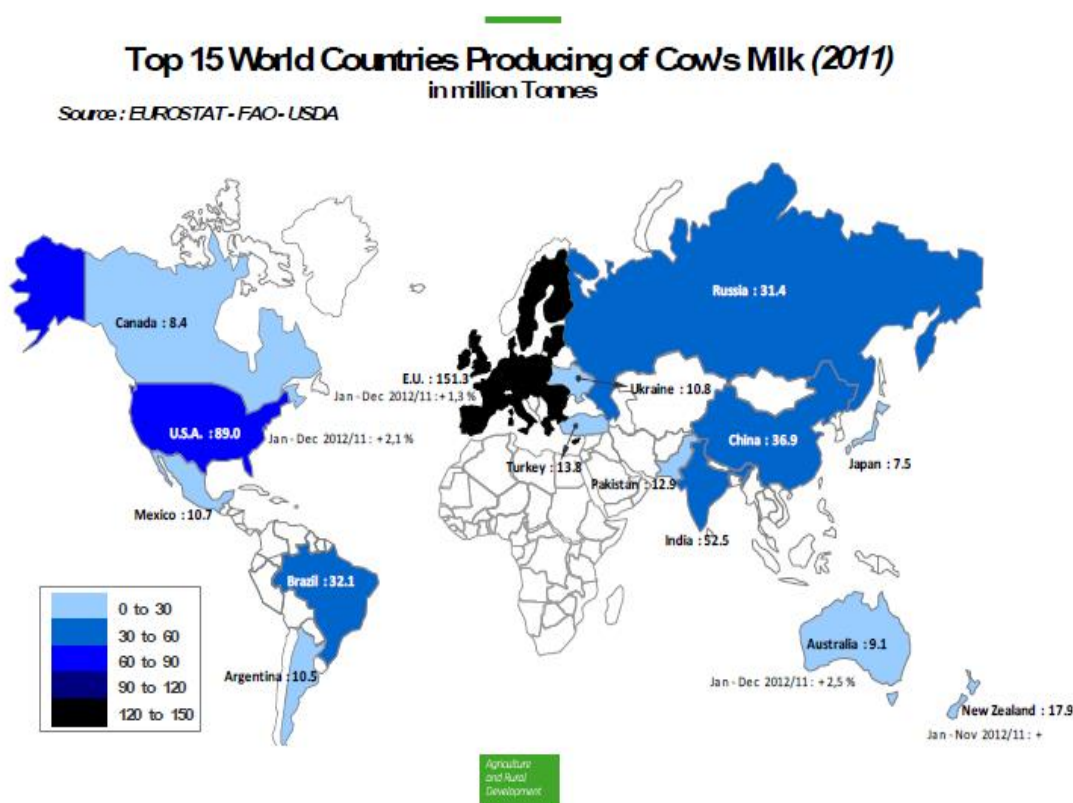 Top 15 World Countries Producing of Cow's Milk (2011)
in million Tonnes
Source : EUROSTAT - FAO - USDA
Russia : 31.4
Canada : 8.4
E.U. : 151.3
Ukraine : 10.8
Jan - Dec 2012/11 : + 1,3 %
U.S.A. : 89.0
Jan - Dec 2012/11 : + 2,1 %
China : 36.9
Japan : 7.5
Turkey : 13.8
Pakistan : 12.9
Mexico : 10.7
India : 52.5
Brazil : 32.1
0 to 30
30 to 60
60 to 90
90 to 120
120 to 150
Australia : 9.1
Argentina : 10.5
Jan - Dec 2012/11 : + 2,5 %
New Zealand : 17.9
Jan - Nov 2012/11 : +
Agriculture
and Rural
Development